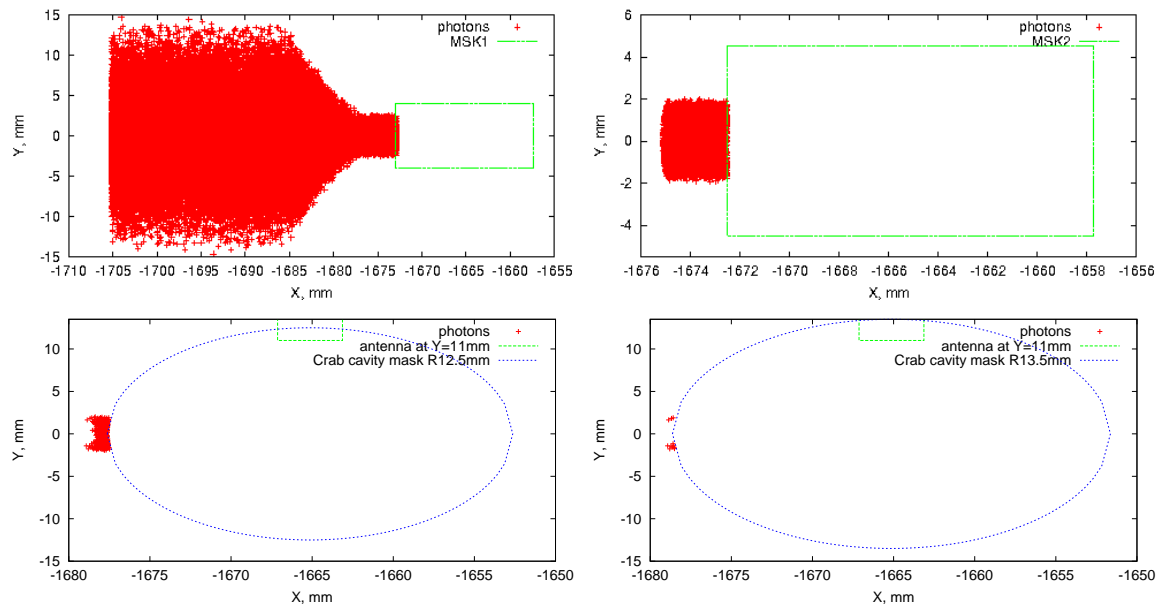 15
10
5
0
-5
-10
-15
Y, mm
photons
MSK1
-1710 -1705 -1700 -1695 -1690 -1685 -1680 -1675 -1670 -1665 -1660 -1655
X, mm
6
4
2
0
-2
-4
Y, mm
photons
MSK2
-1676 -1674 -1672 -1670 -1668 -1666 -1664 -1662 -1660 -1658 -1656
X, mm
10
5
0
-5
-10
-15
Y, mm
photons
antenna at Y=11mm
Crab cavity mask R12.5mm
-1680 -1675 -1670 -1665 -1660 -1655 -1650
X, mm
10
5
0
-5
-10
-15
Y, mm
photons
antenna at Y=11mm
Crab cavity mask R13.5mm
-1680 -1675 -1670 -1665 -1660 -1655 -1650
X, mm